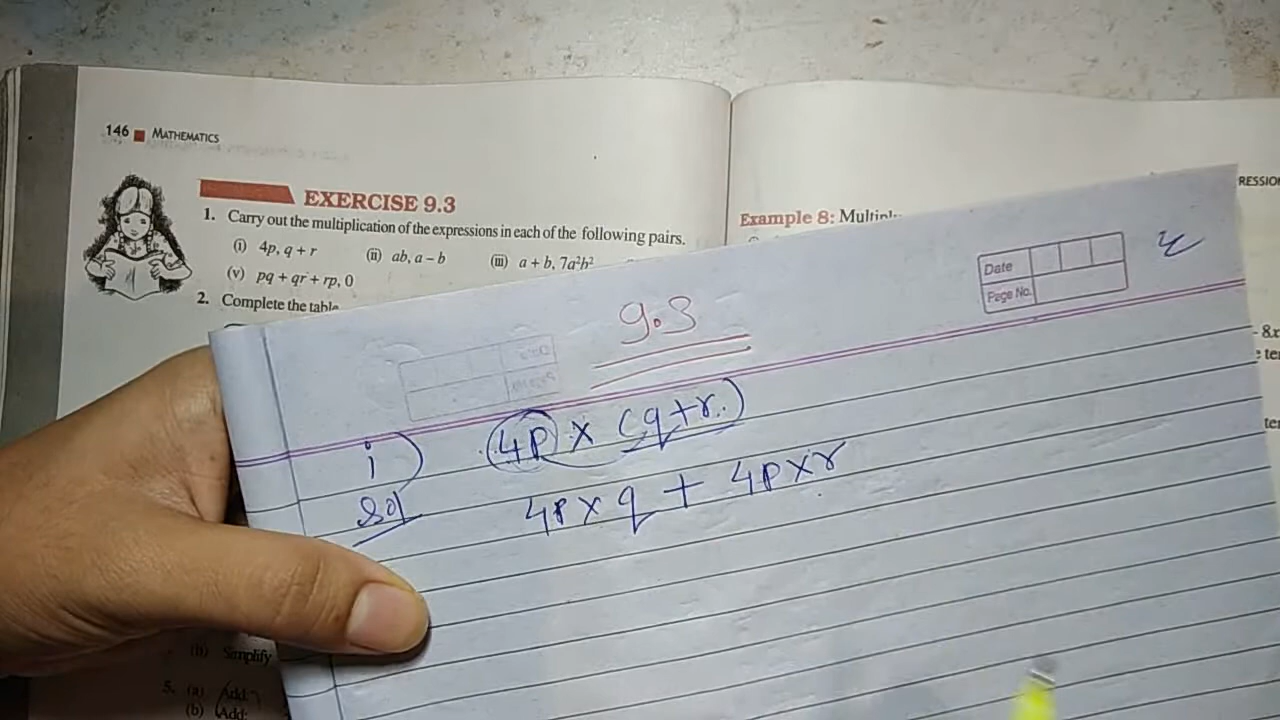 146 MATHEMATICS
EXERCISE 9.3
1. Carry out the multiplication of the expressions in each of the following pairs.
(i) 4p, q + r (ii) ab, a – b (iii) a + b, 7a²b²
(v) pq + qr + rp, 0
2. Complete the table
Example 8:
Date
Page No.
9.3
i) 4p × (q+r.)
Sol 4p × q + 4p × r
(b) Simplify
5. (a) Add:
(b) Add: